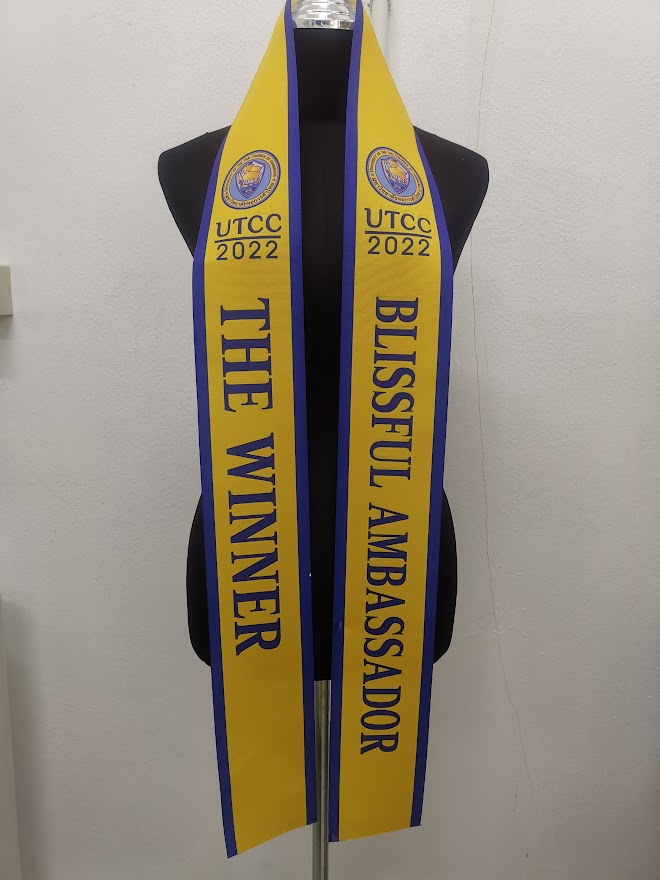 UTCC
2022
THE WINNER
UTCC
2022
BLISSFUL AMBASSADOR